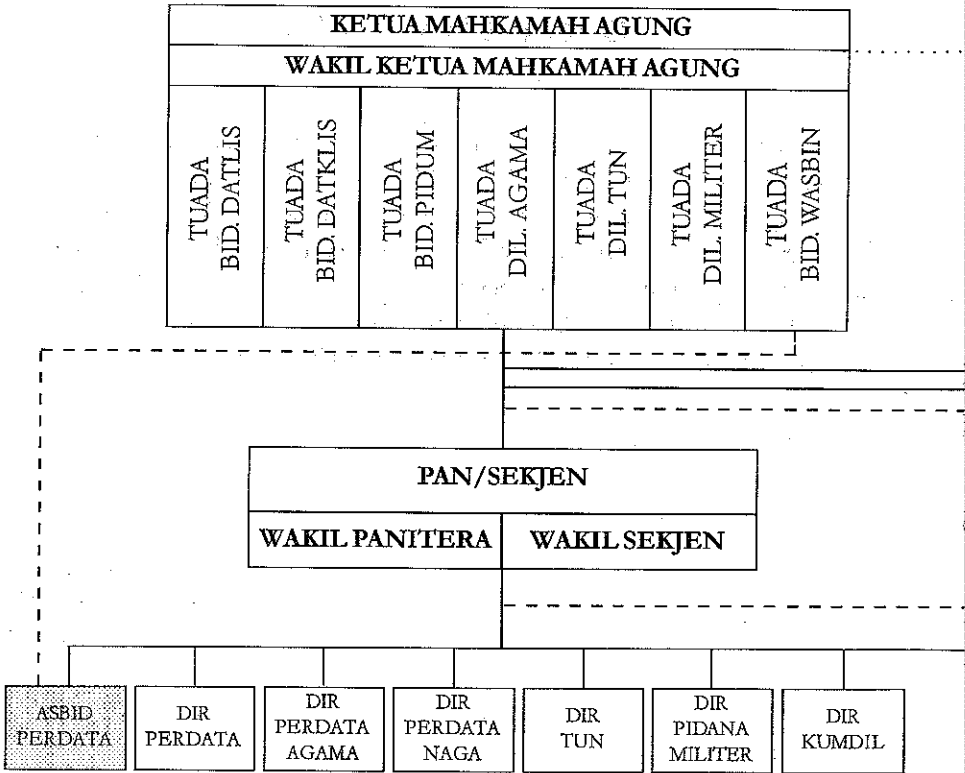 KETUA MAHKAMAH AGUNG
WAKIL KETUA MAHKAMAH AGUNG
TUADA
BID. DATLIS
TUADA
BID. DATKLIS
TUADA
BID. PIDUM
TUADA
DIL. AGAMA
TUADA
DIL. TUN
TUADA
DIL. MILITER
TUADA
BID. WASBIN
PAN/SEKJEN
WAKIL PANITERA
WAKIL SEKJEN
ASBID
PERDATA
DIR
PERDATA
DIR
PERDATA
AGAMA
DIR
PERDATA
NAGA
DIR
TUN
DIR
PIDANA
MILITER
DIR
KUMDIL